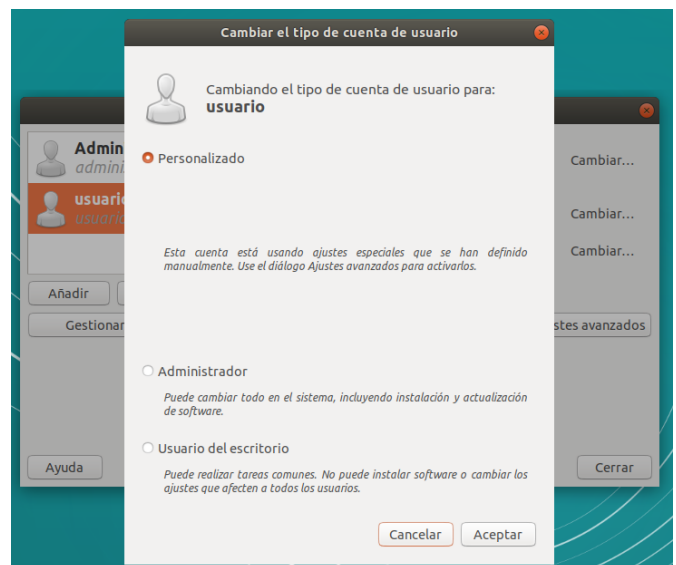 Cambiar el tipo de cuenta de usuario
Cambiando el tipo de cuenta de usuario para:
usuario
Admin
admini
Cambiar...
usuario
usuario
Cambiar...
Cambiar...
Personalizado
Esta cuenta está usando ajustes especiales que se han definido
manualmente. Use el diálogo Ajustes avanzados para activarlos.
Añadir
Gestionar
stes avanzados
Administrador
Puede cambiar todo en el sistema, incluyendo instalación y actualización
de software.
Usuario del escritorio
Puede realizar tareas comunes. No puede instalar software o cambiar los
ajustes que afecten a todos los usuarios.
Ayuda
Cerrar
Cancelar
Aceptar